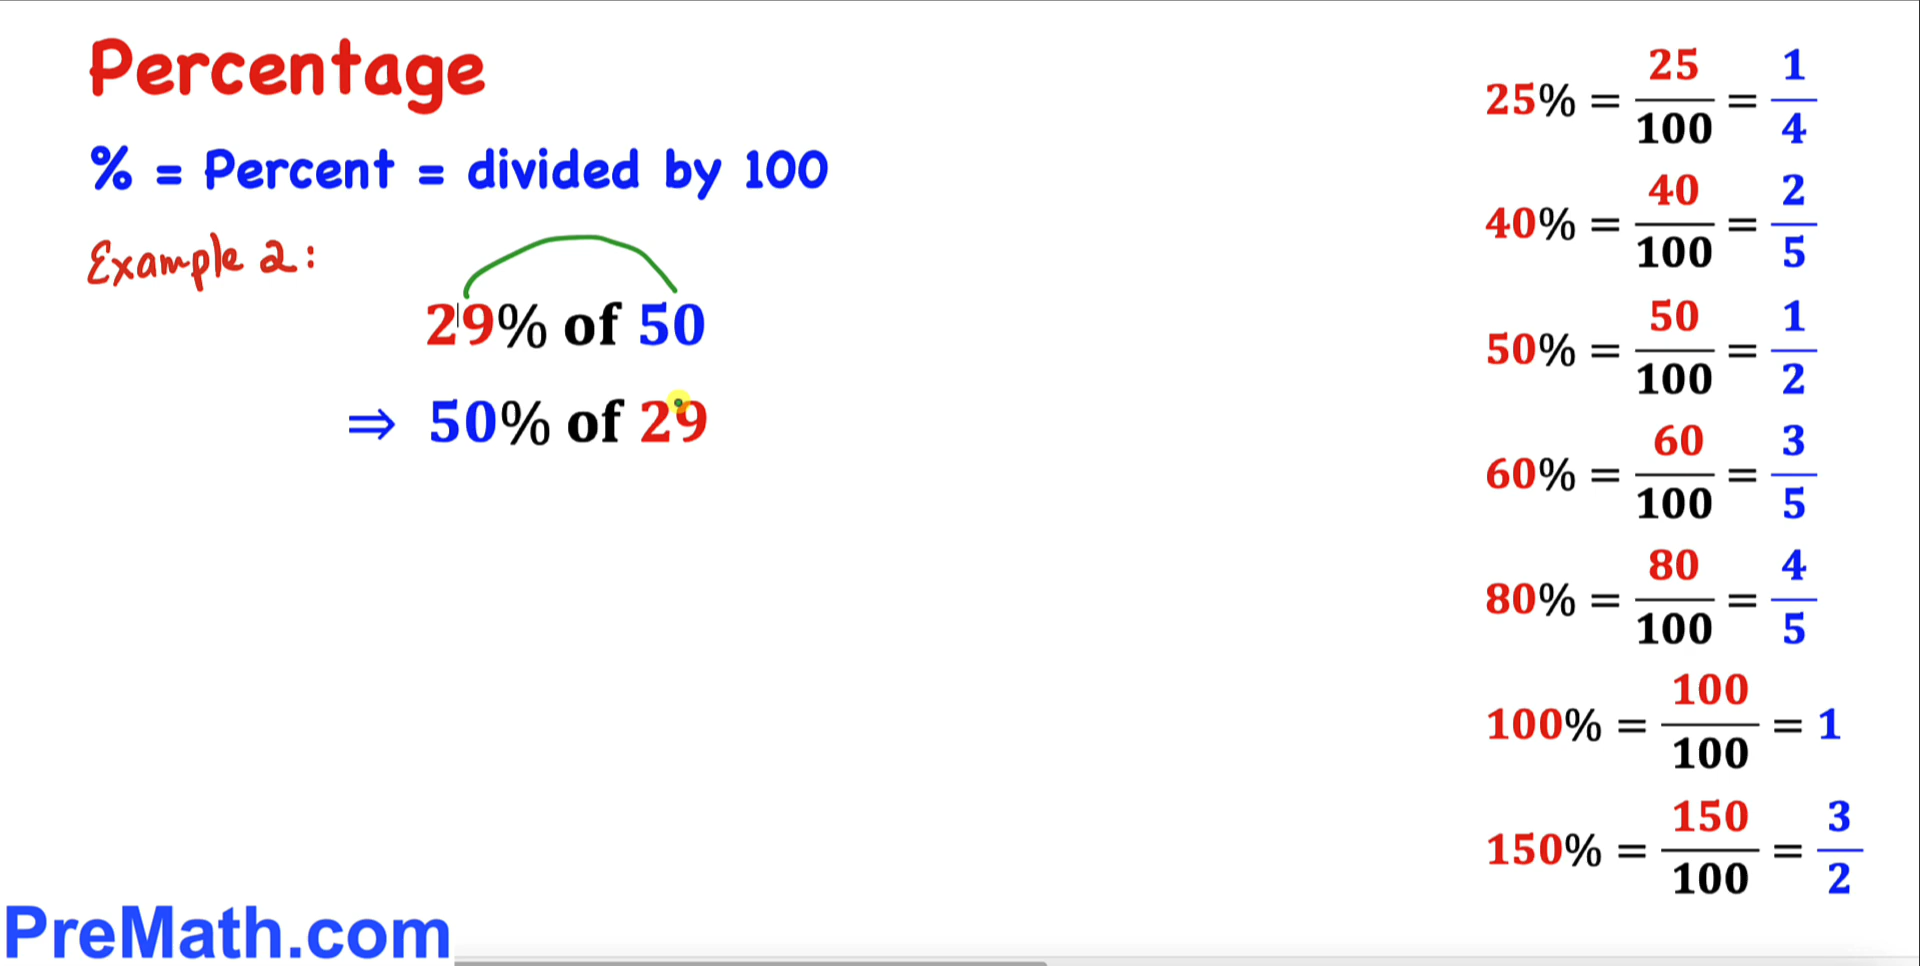 Percentage
% = Percent = divided by 100
Example 2:
29% of 50
⇒ 50% of 29
25% = 25/100 = 1/4
40% = 40/100 = 2/5
50% = 50/100 = 1/2
60% = 60/100 = 3/5
80% = 80/100 = 4/5
100% = 100/100 = 1
150% = 150/100 = 3/2
PreMath.com